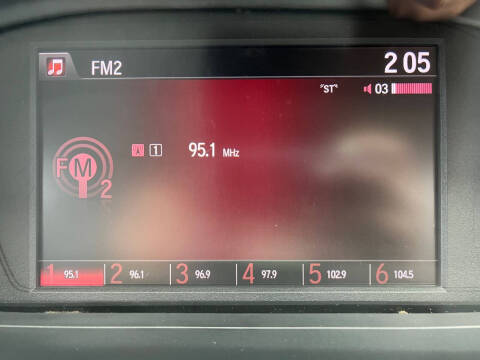 FM2 2 05
"ST" 03
1 95.1 MHz
FM 2
1 95.1 2 96.1 3 96.9 4 97.9 5 102.9 6 104.5